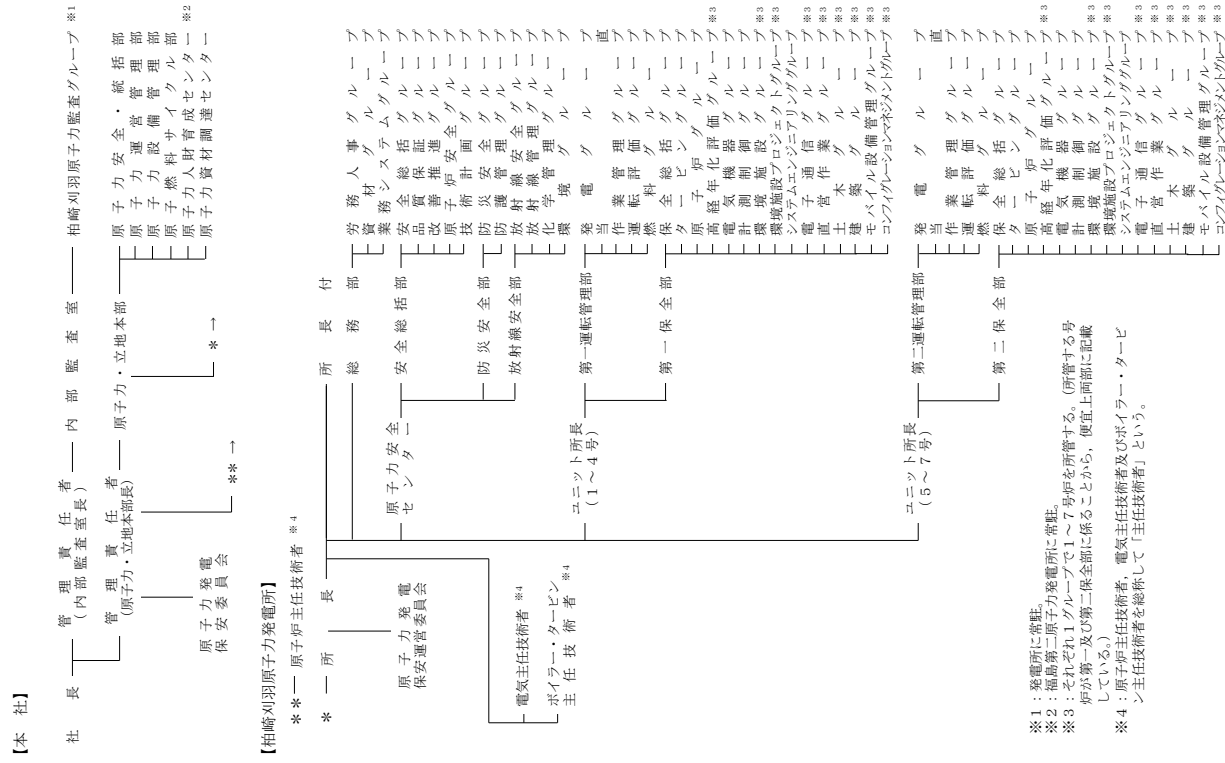 【本　社】
社　長
管理責任者
（内部監査室長）
内部監査室
柏崎刈羽原子力監査グループ ※1
管理責任者
(原子力・立地本部長)
原子力・立地本部
原子力安全・統括部
原子力運営管理部
原子力設備管理部
原子燃料サイクル部
原子力人財育成センター ※2
原子力資材調達センター
＊→
＊＊→
原子力発電
保安委員会
【柏崎刈羽原子力発電所】
＊＊
原子炉主任技術者 ※4
＊
所長
原子力発電
保安運営委員会
電気主任技術者 ※4
ボイラー・タービン
主任技術者 ※4
所長付
総務部
労務人事グループ
資材グループ
業務システムグループ
原子力安全
センター
安全総括部
安全総括グループ
品質保証グループ
改善推進グループ
原子炉安全グループ
技術計画グループ
防災安全部
防災安全グループ
防護管理グループ
放射線安全部
放射線安全グループ
放射線管理グループ
化学管理グループ
環境グループ
ユニット所長
（１～４号）
第一運転管理部
発電グループ
当直
作業管理グループ
運転評価グループ
燃料グループ
第一保全部
保全総括グループ
タービングループ
原子炉グループ
高経年化評価グループ ※3
電気機器グループ
計測制御グループ
環境施設グループ ※3
環境施設プロジェクトグループ ※3
システムエンジニアリンググループ
電子通信グループ ※3
直営作業グループ ※3
土木グループ ※3
建築グループ ※3
モバイル設備管理グループ ※3
コンフィグレーションマネジメントグループ ※3
ユニット所長
（５～７号）
第二運転管理部
発電グループ
当直
作業管理グループ
運転評価グループ
燃料グループ
第二保全部
保全総括グループ
タービングループ
原子炉グループ
高経年化評価グループ ※3
電気機器グループ
計測制御グループ
環境施設グループ ※3
環境施設プロジェクトグループ ※3
システムエンジニアリンググループ
電子通信グループ ※3
直営作業グループ ※3
土木グループ ※3
建築グループ ※3
モバイル設備管理グループ ※3
コンフィグレーションマネジメントグループ ※3
※１：発電所に常駐。
※２：福島第二原子力発電所に常駐。
※３：それぞれ１グループで１～７号炉を所管する。（所管する号
炉が第一及び第二保全部に係ることから，便宜上両部に記載
している。）
※４：原子炉主任技術者，電気主任技術者及びボイラー・タービ
ン主任技術者を総称して「主任技術者」という。